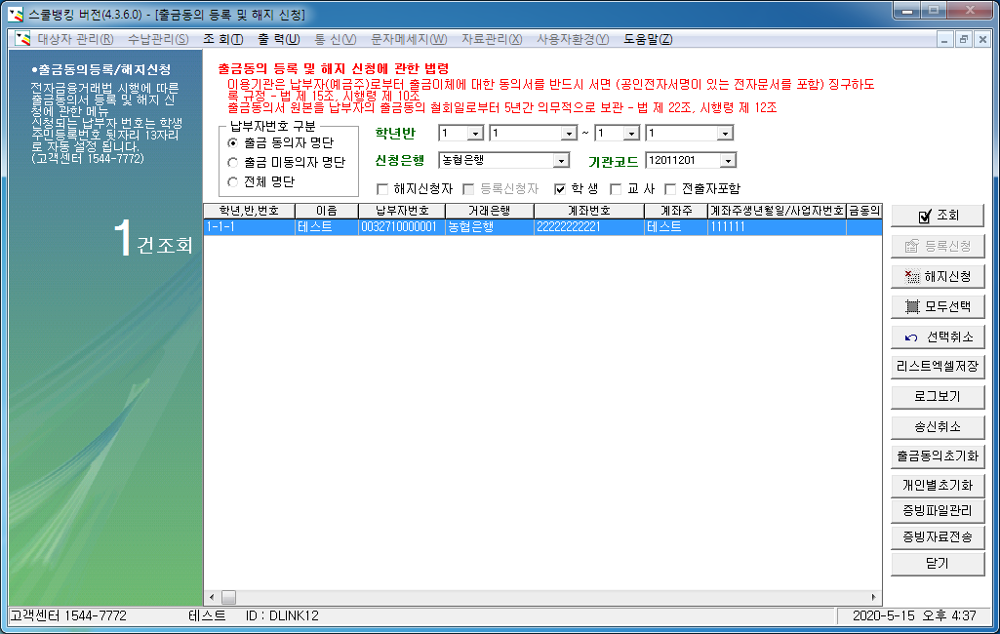 스쿨뱅킹 버전(4.3.6.0) - [출금동의 등록 및 해지 신청]
대상자 관리(R) 수납관리(S) 조 회(T) 출 력(U) 통 신(V) 문자메세지(W) 자료관리(X) 사용자환경(Y) 도움말(Z)
•출금동의등록/해지신청
전자금융거래법 시행에 따른
출금동의서 등록 및 해지 신
청에 관한 메뉴
신청되는 납부자 번호는 학생
주민등록번호 뒷자리 13자리
로 자동 설정 됩니다.
(고객센터 1544-7772)
1건조회
출금동의 등록 및 해지 신청에 관한 법령
이용기관은 납부자(예금주)로부터 출금이체에 대한 동의서를 반드시 서면 (공인전자서명이 있는 전자문서를 포함) 징구하도
록 규정 - 법 제 15조, 시행령 제 10조
출금동의서 원본을 납부자의 출금동의 철회일로부터 5년간 의무적으로 보관 - 법 제 22조, 시행령 제 12조
납부자번호 구분
출금 동의자 명단
출금 미동의자 명단
전체 명단
학년반 1 1 ~ 1 1
신청은행 농협은행 기관코드 12011201
해지신청자 등록신청자 학 생 교 사 전출자포함
학년,반,번호 이름 납부자번호 거래은행 계좌번호 계좌주 계좌주생년월일/사업자번호 금동의
1-1-1 테스트 0032710000001 농협은행 22222222221 테스트 111111
조회
등록신청
해지신청
모두선택
선택취소
리스트엑셀저장
로그보기
송신취소
출금동의초기화
개인별초기화
증빙파일관리
증빙자료전송
닫기
고객센터 1544-7772 테스트 ID : DLINK12 2020-5-15 오후 4:37